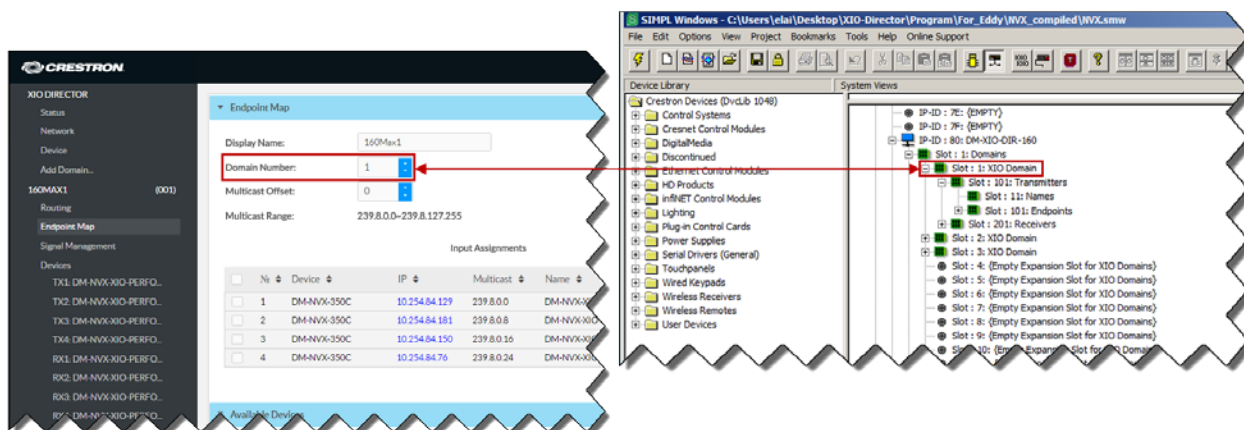 CRESTRON
XIO DIRECTOR
Status
Network
Device
Add Domain...
160MAX1 (001)
Routing
Endpoint Map
Signal Management
Devices
TX1: DM-NVX-XIO-PERFO...
TX2: DM-NVX-XIO-PERFO...
TX3: DM-NVX-XIO-PERFO...
TX4: DM-NVX-XIO-PERFO...
RX1: DM-NVX-XIO-PERFO...
RX2: DM-NVX-XIO-PERFO...
RX3: DM-NVX-XIO-PERFO...
Endpoint Map
Display Name: 160Max1
Domain Number: 1
Multicast Offset: 0
Multicast Range: 239.8.0.0–239.8.127.255
Input Assignments
№ Device IP Multicast Name
1 DM-NVX-350C 10.254.84.129 239.8.0.0
2 DM-NVX-350C 10.254.84.181 239.8.0.8
3 DM-NVX-350C 10.254.84.150 239.8.0.16
4 DM-NVX-350C 10.254.84.76 239.8.0.24
Available Devices
SIMPL Windows - C:\Users\elai\Desktop\XIO-Director\Program\For_Eddy\NVX_compiled\NVX.smw
File Edit Options View Project Bookmarks Tools Help Online Support
Device Library
Crestron Devices (DvcLib 1048)
Control Systems
Cresnet Control Modules
DigitalMedia
Discontinued
Ethernet Control Modules
HD Products
infiNET Control Modules
Lighting
Plug-in Control Cards
Power Supplies
Serial Drivers (General)
Touchpanels
Wired Keypads
Wireless Receivers
Wireless Remotes
User Devices
System Views
IP-ID : 7E: {EMPTY}
IP-ID : 7F: {EMPTY}
IP-ID : 80: DM-XIO-DIR-160
Slot : 1: Domains
Slot : 1: XIO Domain
Slot : 101: Transmitters
Slot : 11: Names
Slot : 101: Endpoints
Slot : 201: Receivers
Slot : 2: XIO Domain
Slot : 3: XIO Domain
Slot : 4: {Empty Expansion Slot for XIO Domains}
Slot : 5: {Empty Expansion Slot for XIO Domains}
Slot : 6: {Empty Expansion Slot for XIO Domains}
Slot : 7: {Empty Expansion Slot for XIO Domains}
Slot : 8: {Empty Expansion Slot for XIO Domains}
Slot : 9: {Empty Expansion Slot for XIO Domains}